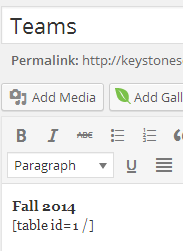 Teams
Permalink: http://keystones
Add Media Add Gall
B I ABC
Paragraph U
Fall 2014
[table id=1 /]